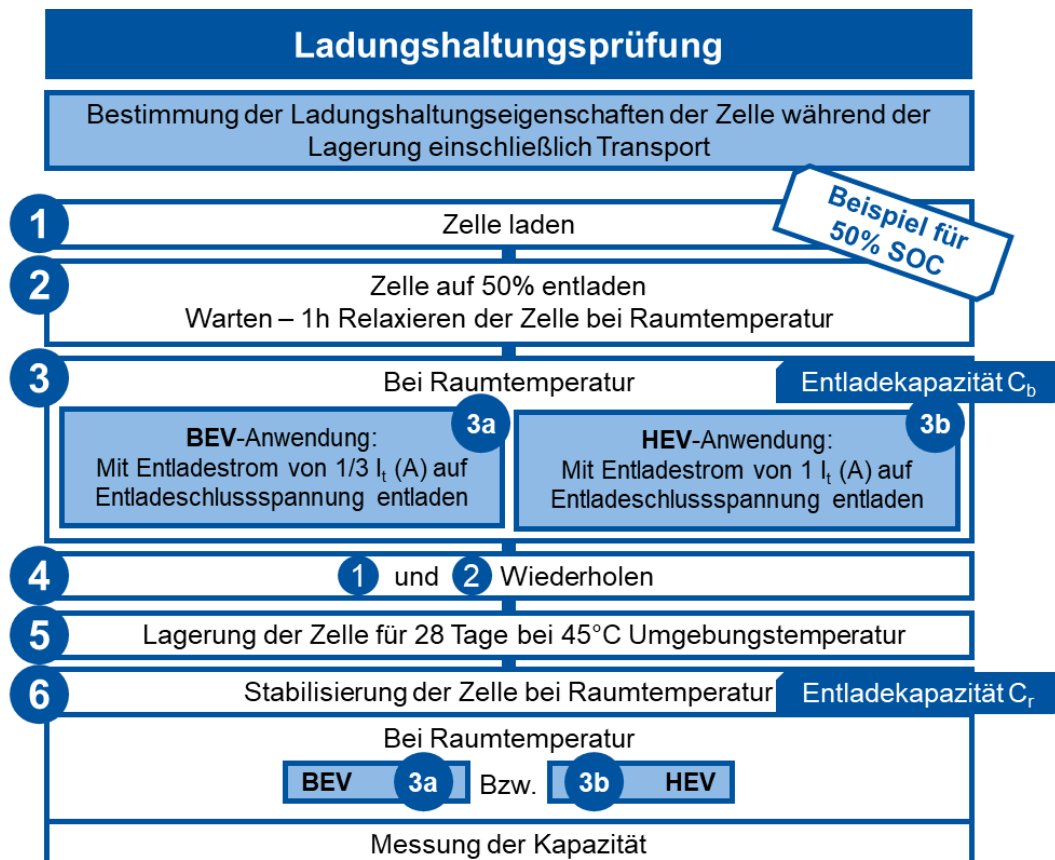 Ladungshaltungsprüfung
Bestimmung der Ladungshaltungseigenschaften der Zelle während der
Lagerung einschließlich Transport
Beispiel für
50% SOC
1
Zelle laden
2
Zelle auf 50% entladen
Warten – 1h Relaxieren der Zelle bei Raumtemperatur
3
Bei Raumtemperatur
Entladekapazität Cb
3a
BEV-Anwendung:
Mit Entladestrom von 1/3 It (A) auf
Entladeschlussspannung entladen
3b
HEV-Anwendung:
Mit Entladestrom von 1 It (A) auf
Entladeschlussspannung entladen
4
1 und 2 Wiederholen
5
Lagerung der Zelle für 28 Tage bei 45°C Umgebungstemperatur
6
Stabilisierung der Zelle bei Raumtemperatur
Entladekapazität Cr
Bei Raumtemperatur
BEV 3a Bzw. 3b HEV
Messung der Kapazität